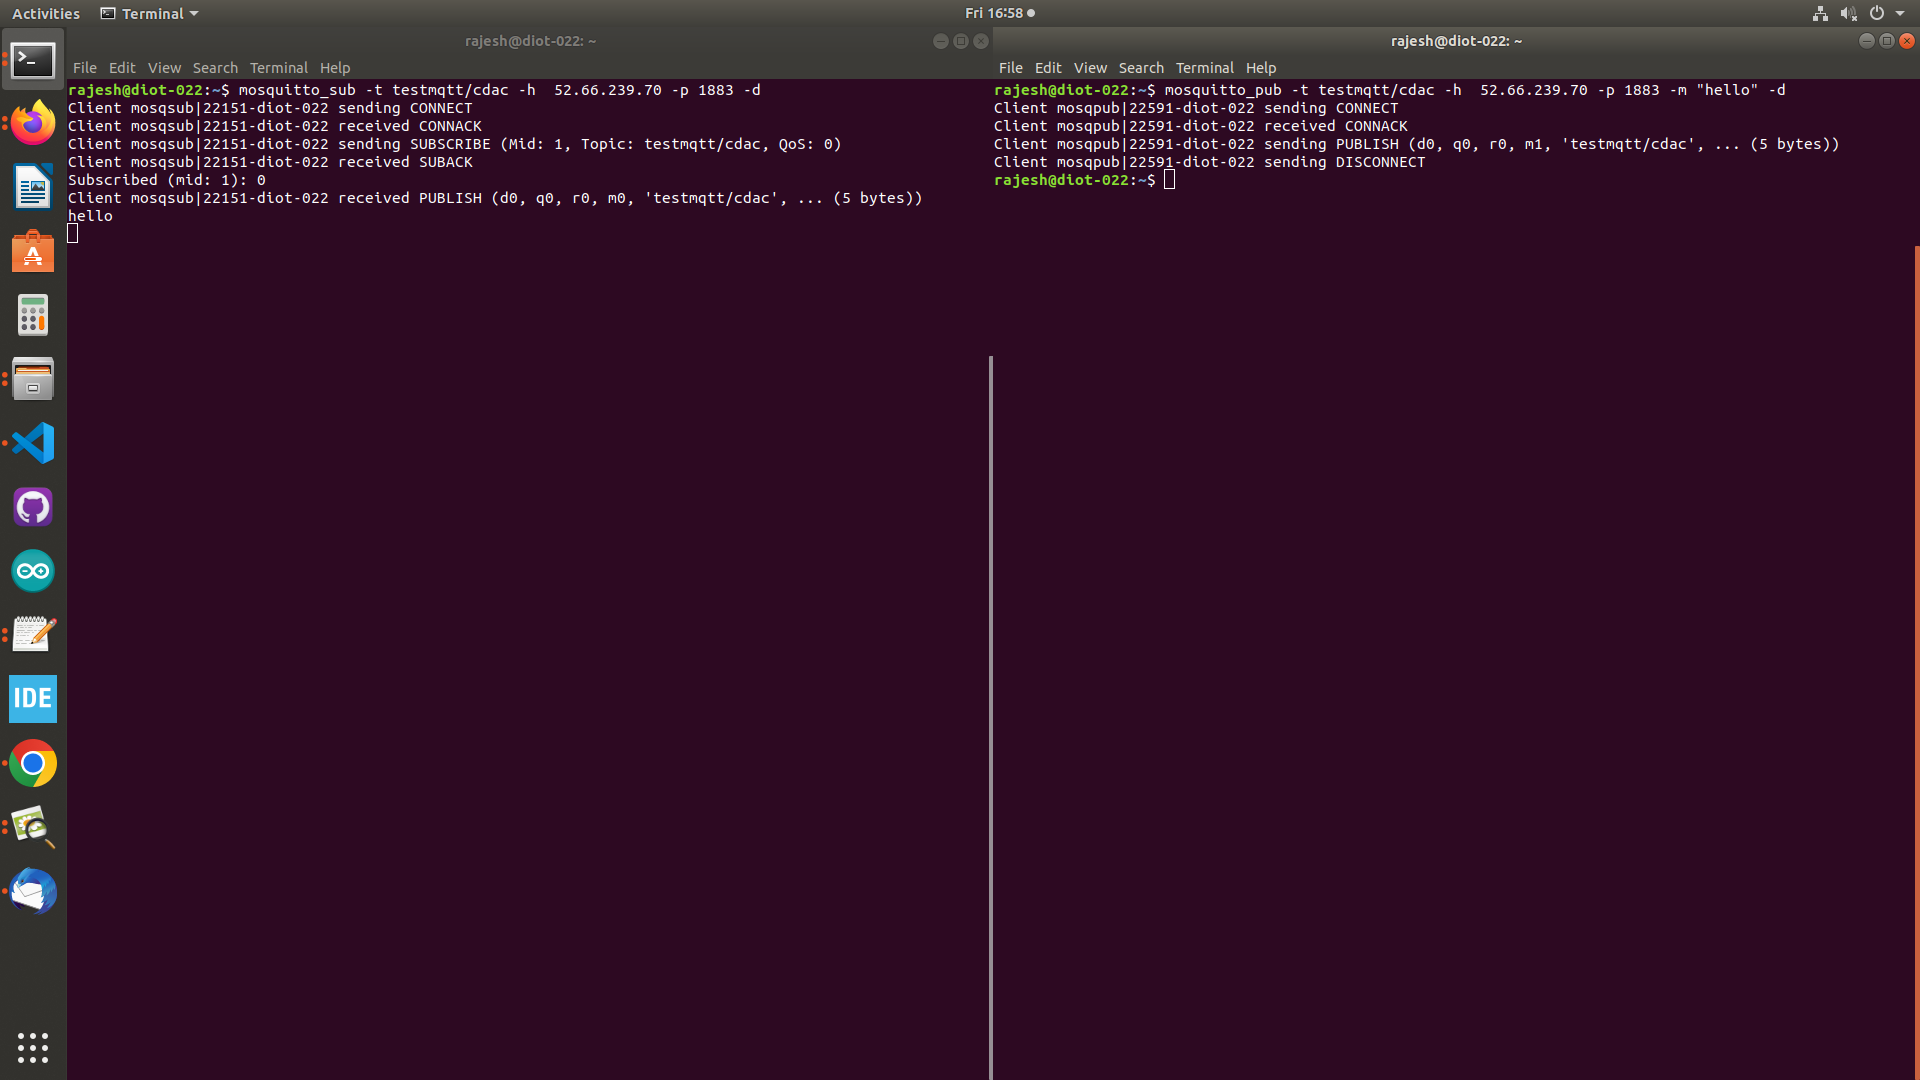 Activities Terminal Fri 16:58
rajesh@diot-022: ~
File Edit View Search Terminal Help
rajesh@diot-022:~$ mosquitto_sub -t testmqtt/cdac -h  52.66.239.70 -p 1883 -d
Client mosqsub|22151-diot-022 sending CONNECT
Client mosqsub|22151-diot-022 received CONNACK
Client mosqsub|22151-diot-022 sending SUBSCRIBE (Mid: 1, Topic: testmqtt/cdac, QoS: 0)
Client mosqsub|22151-diot-022 received SUBACK
Subscribed (mid: 1): 0
Client mosqsub|22151-diot-022 received PUBLISH (d0, q0, r0, m0, 'testmqtt/cdac', ... (5 bytes))
hello
rajesh@diot-022: ~
File Edit View Search Terminal Help
rajesh@diot-022:~$ mosquitto_pub -t testmqtt/cdac -h  52.66.239.70 -p 1883 -m "hello" -d
Client mosqpub|22591-diot-022 sending CONNECT
Client mosqpub|22591-diot-022 received CONNACK
Client mosqpub|22591-diot-022 sending PUBLISH (d0, q0, r0, m1, 'testmqtt/cdac', ... (5 bytes))
Client mosqpub|22591-diot-022 sending DISCONNECT
rajesh@diot-022:~$
IDE